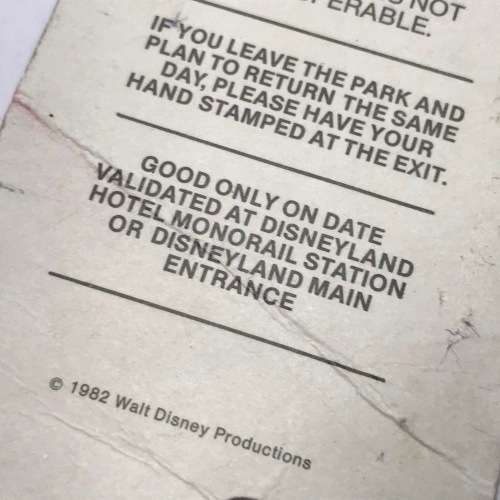 NOT
IF YOU LEAVE THE PARK AND
PLAN TO RETURN THE SAME
DAY, PLEASE HAVE YOUR
HAND STAMPED AT THE EXIT.
GOOD ONLY ON DATE
VALIDATED AT DISNEYLAND
HOTEL MONORAIL STATION
OR DISNEYLAND MAIN
ENTRANCE
© 1982 Walt Disney Productions